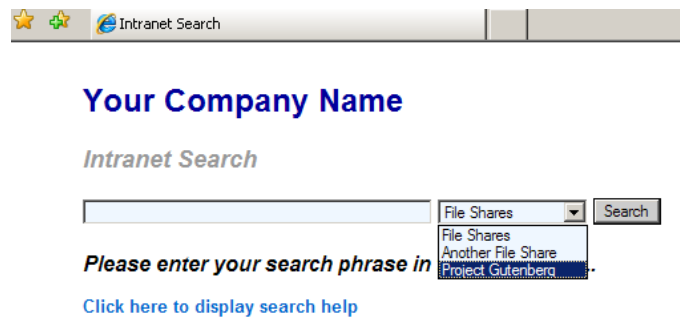 Intranet Search
Your Company Name
Intranet Search
File Shares Search
File Shares
Another File Share
Project Gutenberg
Please enter your search phrase in ..
Click here to display search help